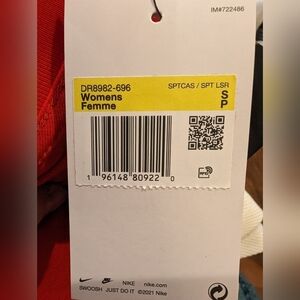 IM#722486
DR8982-696 SPTCAS / SPT LSR
Womens S
Femme P
1 96148 80922 0
NIKE nike.com
SWOOSH JUST DO IT ©2021 Nike